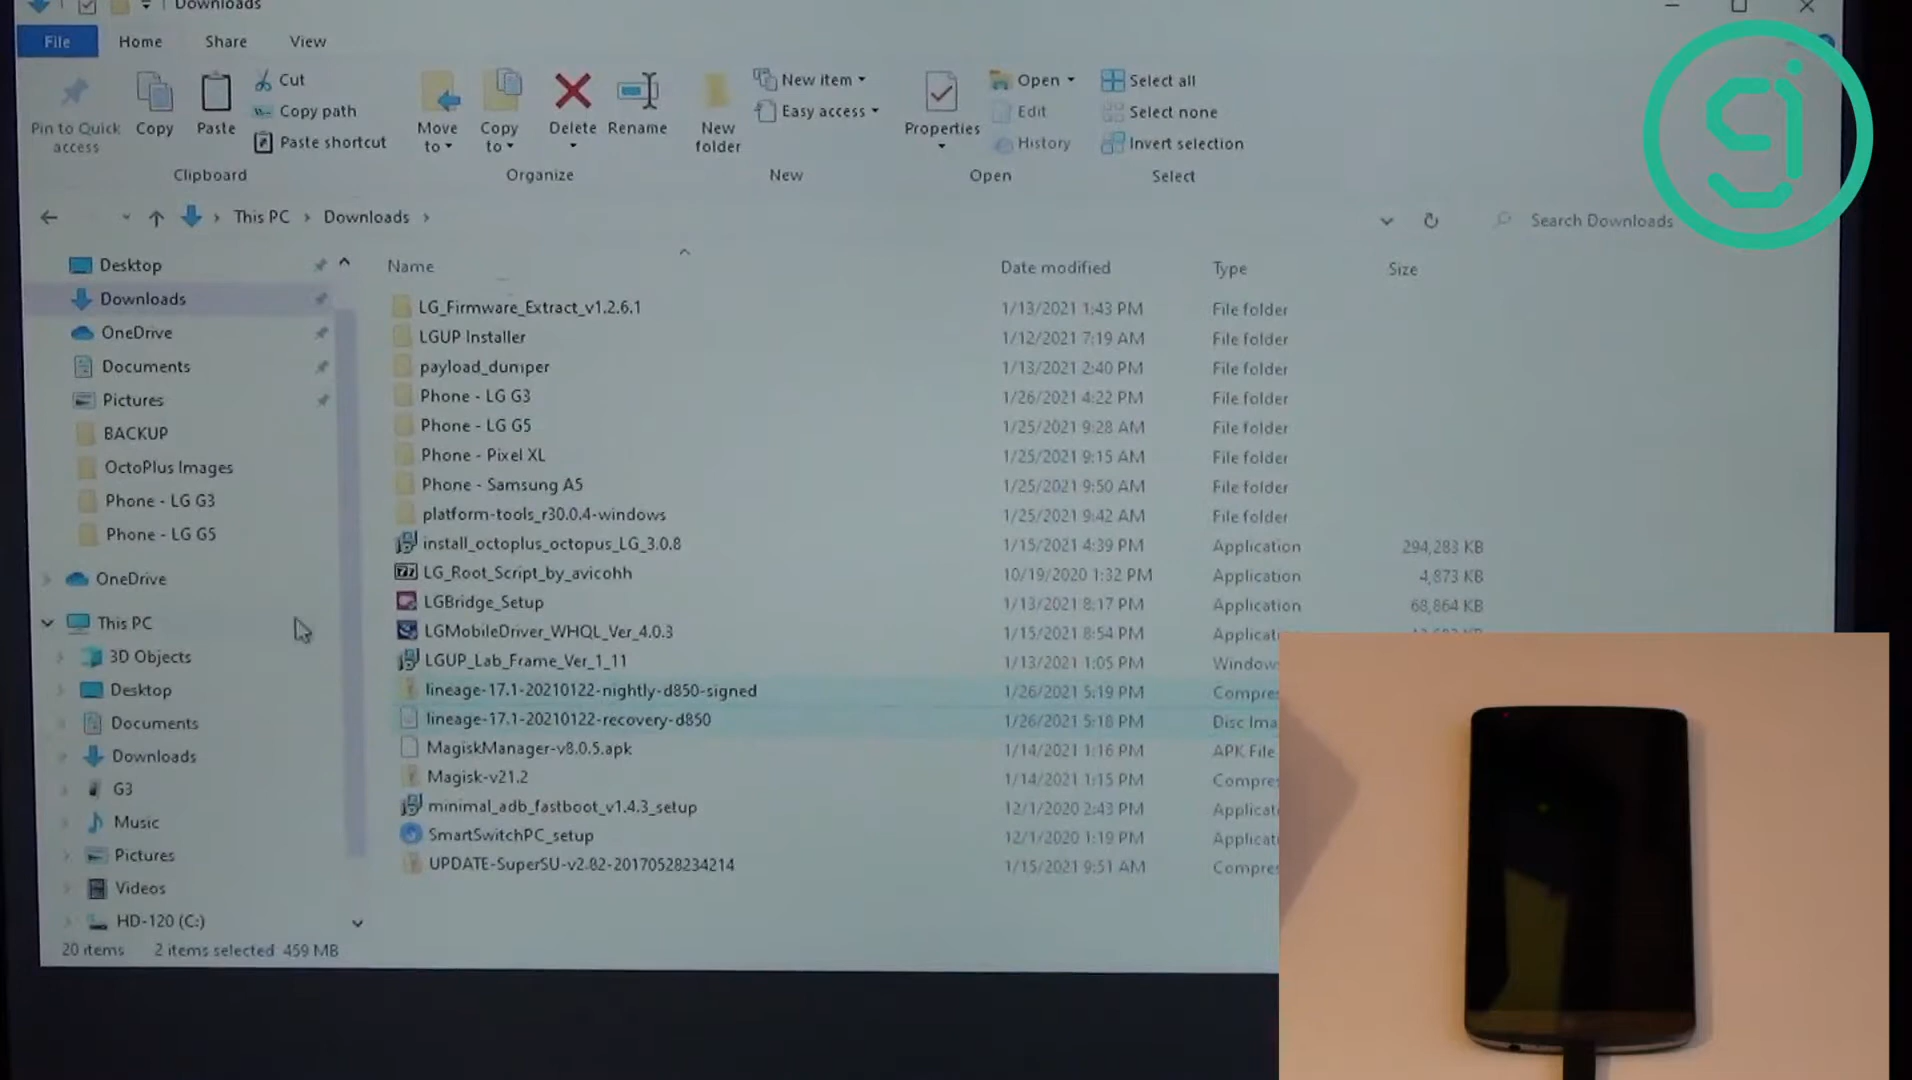 Downloads
File Home Share View
Pin to Quick access
Copy
Paste
Cut
Copy path
Paste shortcut
Clipboard
Move to
Copy to
Delete
Rename
Organize
New folder
New item
Easy access
New
Properties
Open
Edit
History
Open
Select all
Select none
Invert selection
Select
This PC > Downloads >
Search Downloads
Desktop
Downloads
OneDrive
Documents
Pictures
BACKUP
OctoPlus Images
Phone - LG G3
Phone - LG G5
OneDrive
This PC
3D Objects
Desktop
Documents
Downloads
G3
Music
Pictures
Videos
HD-120 (C:)
Name Date modified Type Size
LG_Firmware_Extract_v1.2.6.1 1/13/2021 1:43 PM File folder
LGUP Installer 1/12/2021 7:19 AM File folder
payload_dumper 1/13/2021 2:40 PM File folder
Phone - LG G3 1/26/2021 4:22 PM File folder
Phone - LG G5 1/25/2021 9:28 AM File folder
Phone - Pixel XL 1/25/2021 9:15 AM File folder
Phone - Samsung A5 1/25/2021 9:50 AM File folder
platform-tools_r30.0.4-windows 1/25/2021 9:42 AM File folder
install_octoplus_octopus_LG_3.0.8 1/15/2021 4:39 PM Application 294,283 KB
LG_Root_Script_by_avicohh 10/19/2020 1:32 PM Application 4,873 KB
LGBridge_Setup 1/13/2021 8:17 PM Application 68,864 KB
LGMobileDriver_WHQL_Ver_4.0.3 1/15/2021 8:54 PM Applicati
LGUP_Lab_Frame_Ver_1_11 1/13/2021 1:05 PM Window
lineage-17.1-20210122-nightly-d850-signed 1/26/2021 5:19 PM Compre
lineage-17.1-20210122-recovery-d850 1/26/2021 5:18 PM Disc Ima
MagiskManager-v8.0.5.apk 1/14/2021 1:16 PM APK File
Magisk-v21.2 1/14/2021 1:15 PM Compre
minimal_adb_fastboot_v1.4.3_setup 12/1/2020 2:43 PM Applicat
SmartSwitchPC_setup 12/1/2020 1:19 PM Applicat
UPDATE-SuperSU-v2.82-20170528234214 1/15/2021 9:51 AM Compre
20 items 2 items selected 459 MB